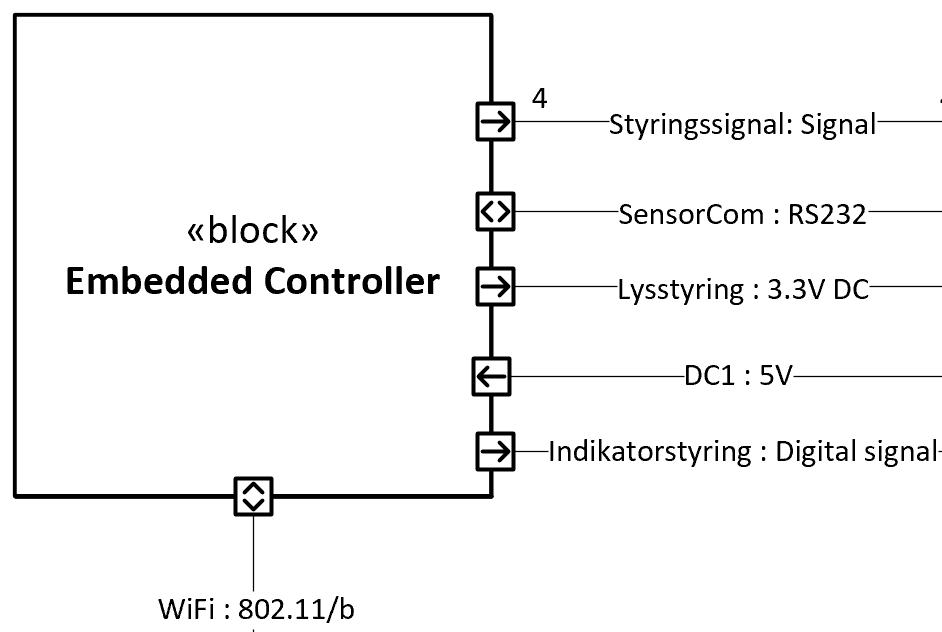 4
Styringssignal: Signal
«block»
SensorCom : RS232
Embedded Controller
Lysstyring : 3.3V DC
DC1 : 5V
Indikatorstyring : Digital signal
WiFi : 802.11/b